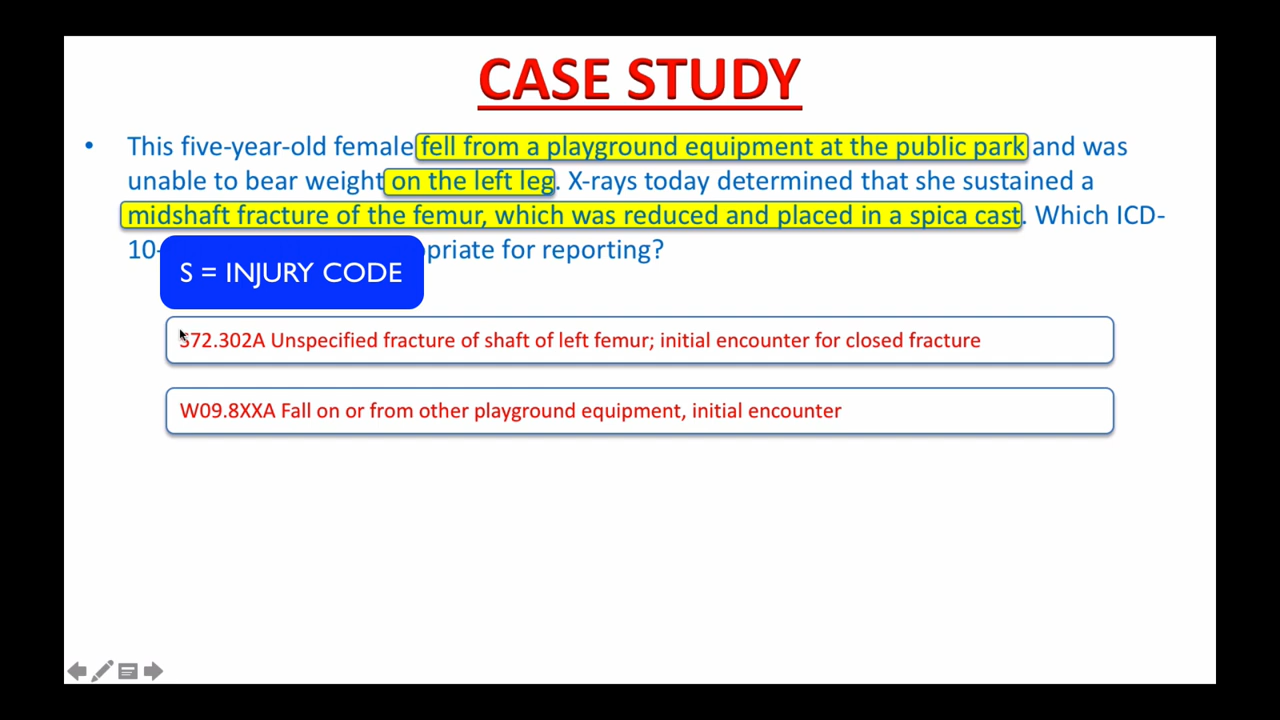 CASE STUDY
• This five-year-old female fell from a playground equipment at the public park and was
unable to bear weight on the left leg. X-rays today determined that she sustained a
midshaft fracture of the femur, which was reduced and placed in a spica cast. Which ICD-
10- opriate for reporting?
S = INJURY CODE
S72.302A Unspecified fracture of shaft of left femur; initial encounter for closed fracture
W09.8XXA Fall on or from other playground equipment, initial encounter